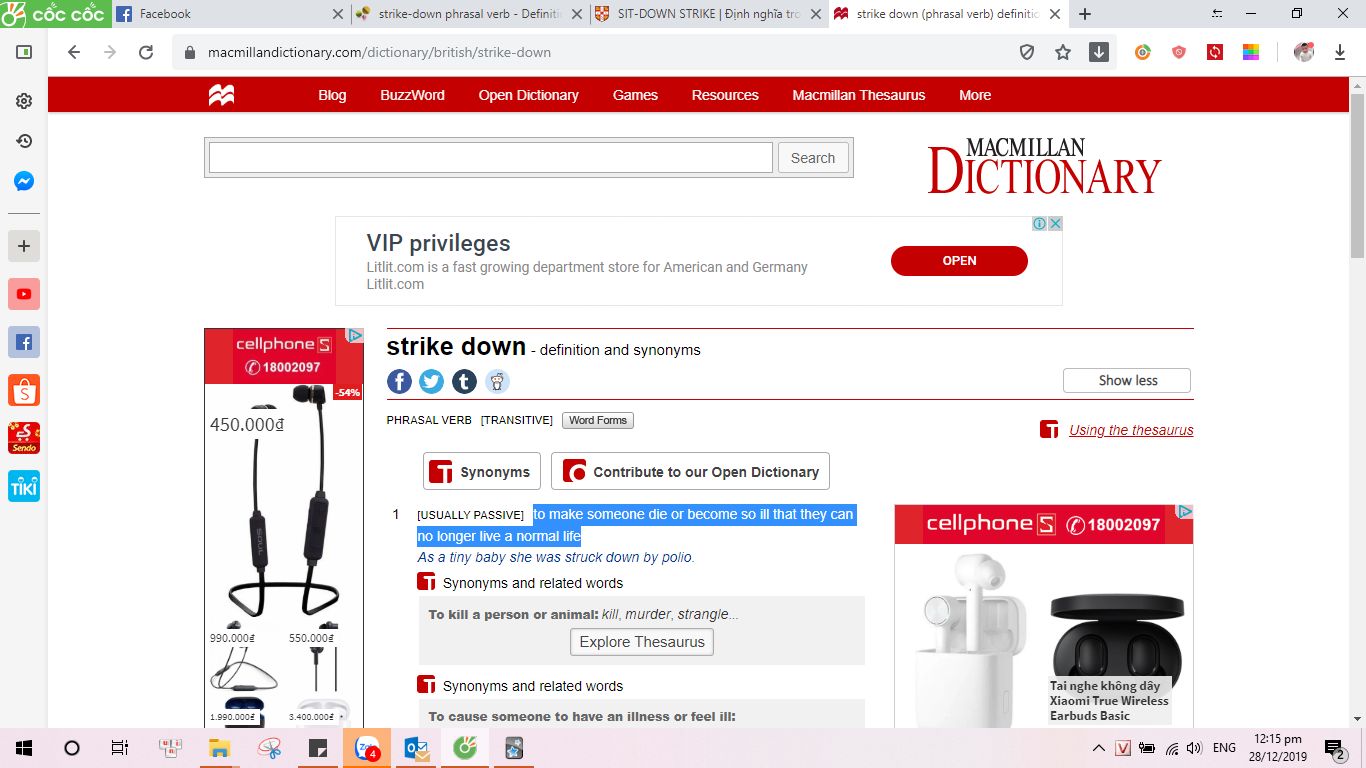 cốc cốc
Facebook
strike-down phrasal verb - Definiti
SIT-DOWN STRIKE | Định nghĩa tro
strike down (phrasal verb) definitio
macmillandictionary.com/dictionary/british/strike-down
Blog BuzzWord Open Dictionary Games Resources Macmillan Thesaurus More
Search
MACMILLAN
DICTIONARY
VIP privileges
Litlit.com is a fast growing department store for American and Germany
Litlit.com
OPEN
cellphoneS
18002097
-54%
450.000₫
SOUL
990.000₫ 550.000₫
1.990.000₫ 3.400.000₫
strike down - definition and synonyms
Show less
PHRASAL VERB [TRANSITIVE] Word Forms
Using the thesaurus
Synonyms
Contribute to our Open Dictionary
1 [USUALLY PASSIVE] to make someone die or become so ill that they can
no longer live a normal life
As a tiny baby she was struck down by polio.
Synonyms and related words
To kill a person or animal: kill, murder, strangle...
Explore Thesaurus
Synonyms and related words
To cause someone to have an illness or feel ill:
cellphoneS 18002097
Tai nghe không dây
Xiaomi True Wireless
Earbuds Basic
Sendo
TIKI
Zalo
4
V
ENG
12:15 pm
28/12/2019
2